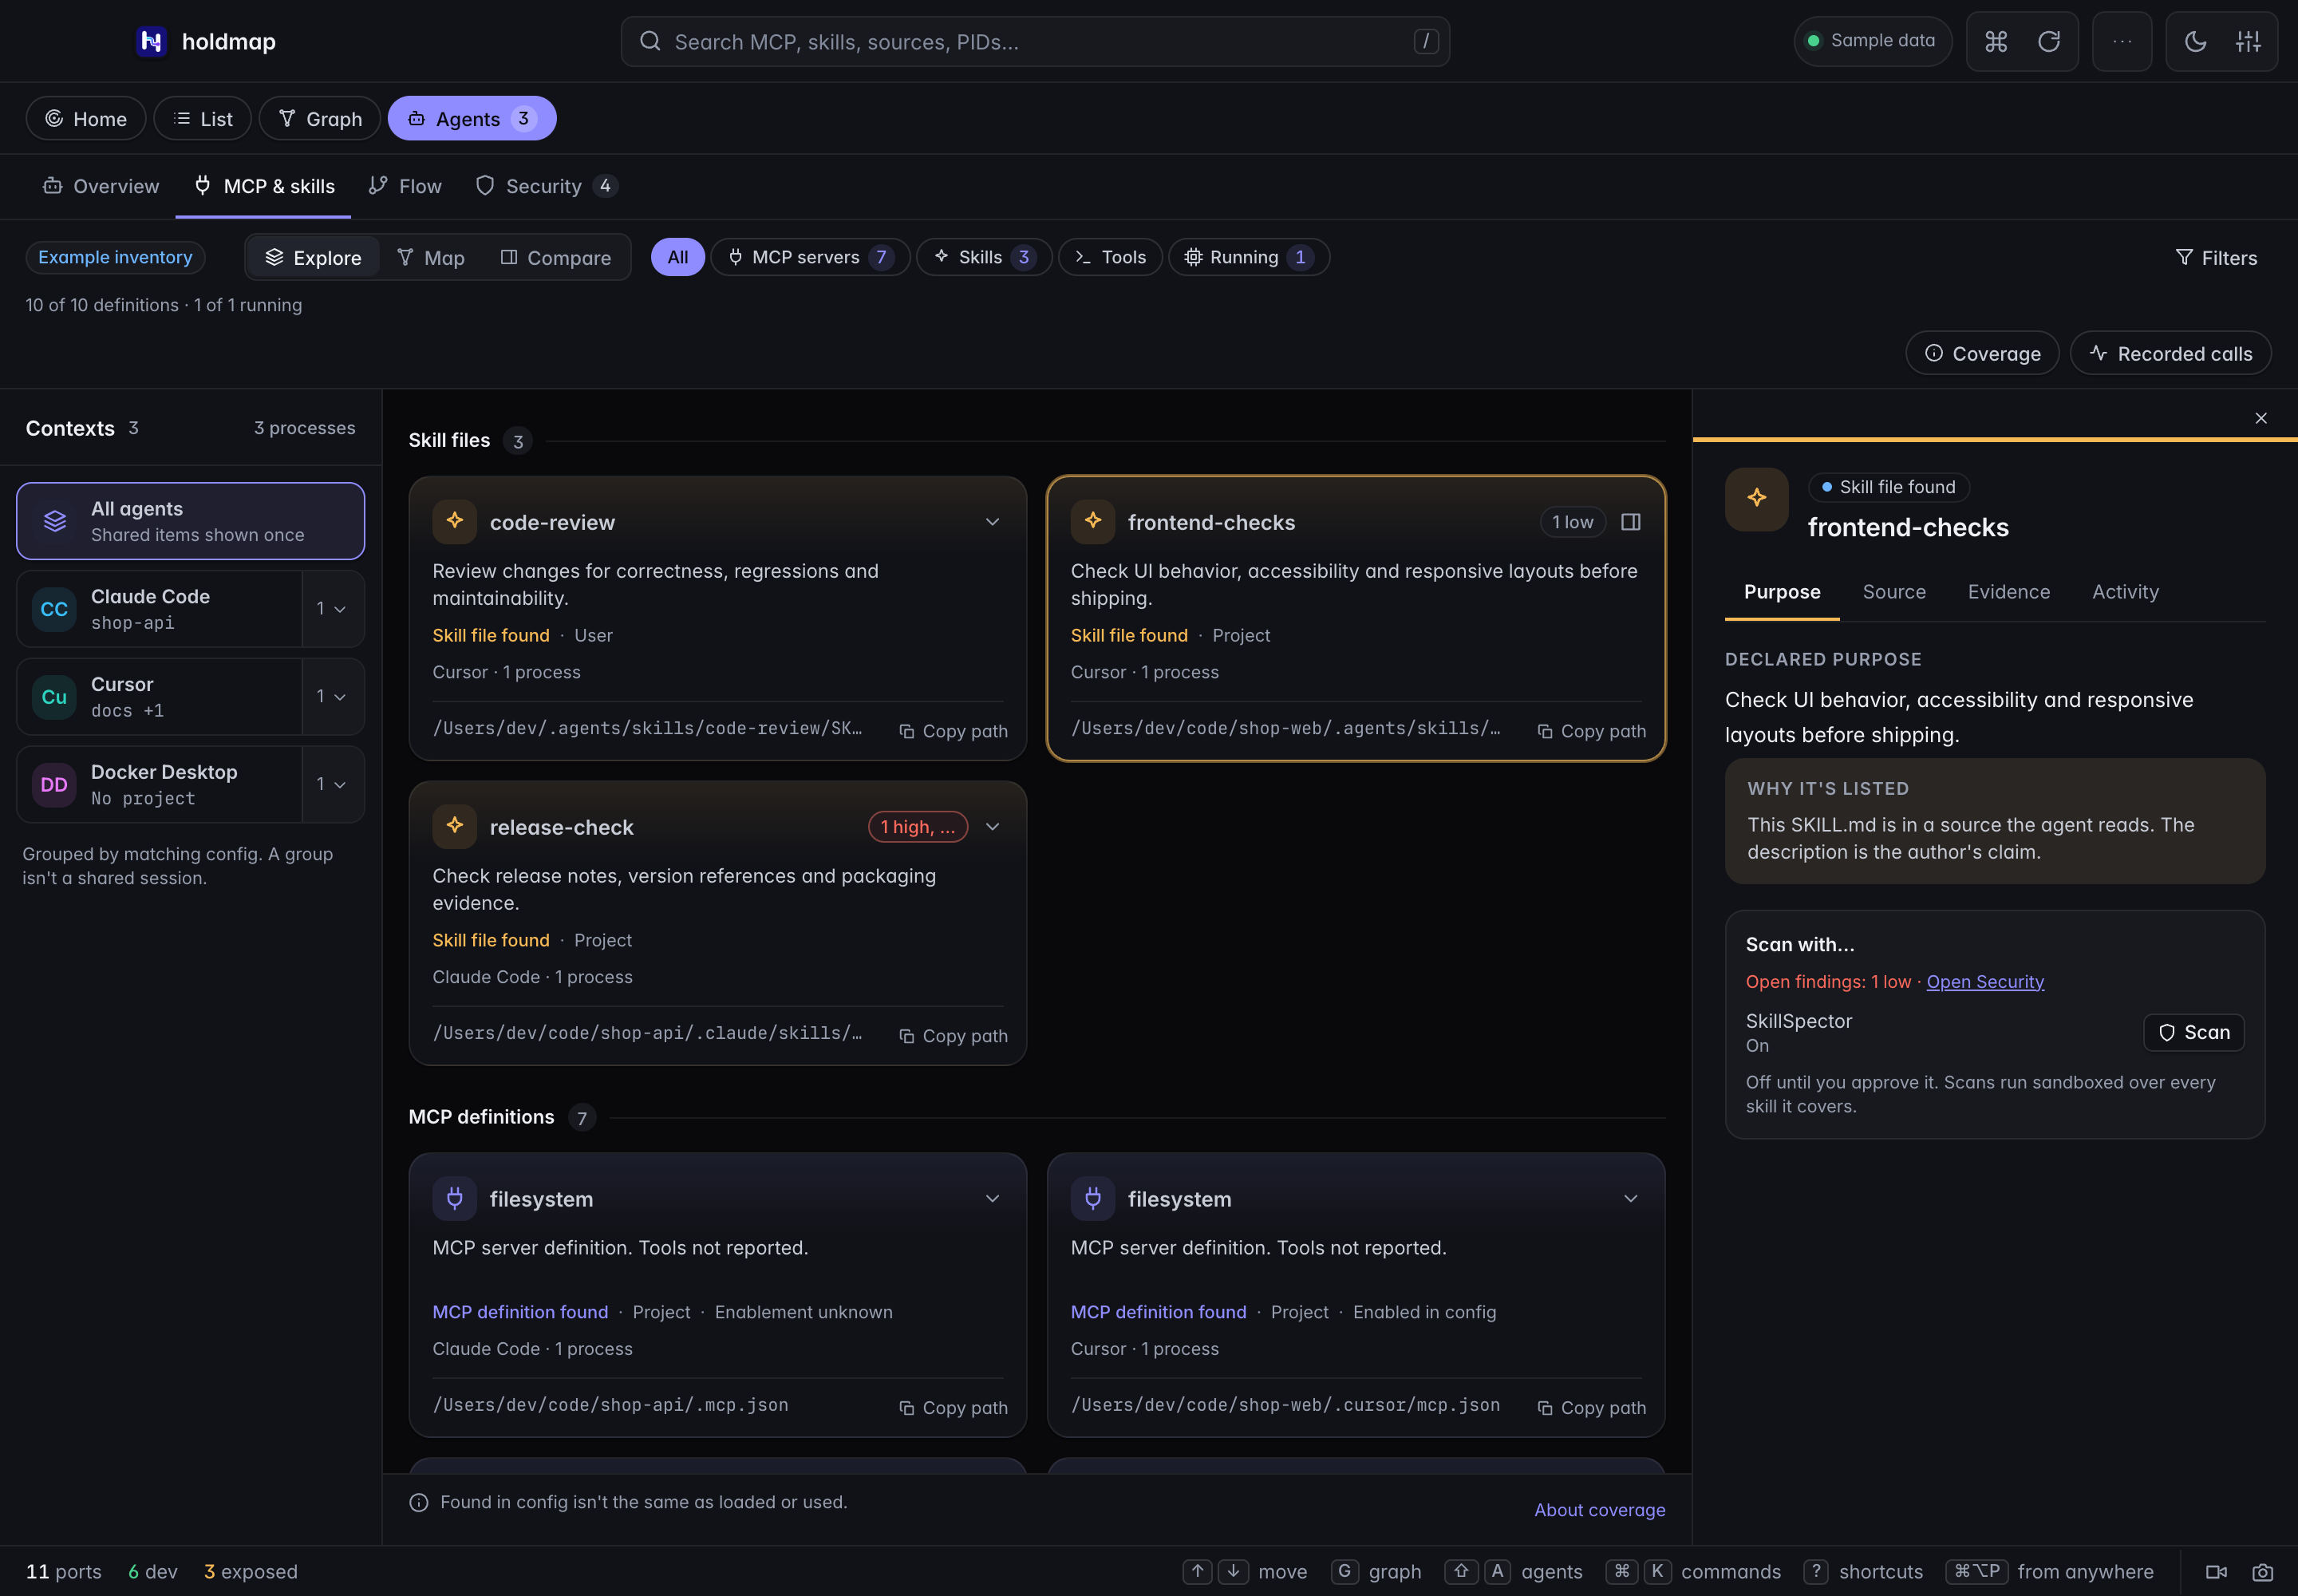 holdmap
Search MCP, skills, sources, PIDs...
/
Sample data
Home
List
Graph
Agents 3
Overview
MCP & skills
Flow
Security 4
Example inventory
Explore
Map
Compare
All
MCP servers 7
Skills 3
Tools
Running 1
Filters
10 of 10 definitions · 1 of 1 running
Coverage
Recorded calls
Contexts 3
3 processes
All agents
Shared items shown once
CC
Claude Code
shop-api
1
Cu
Cursor
docs +1
1
DD
Docker Desktop
No project
1
Grouped by matching config. A group
isn't a shared session.
Skill files 3
code-review
Review changes for correctness, regressions and
maintainability.
Skill file found · User
Cursor · 1 process
/Users/dev/.agents/skills/code-review/SK…
Copy path
frontend-checks
1 low
Check UI behavior, accessibility and responsive layouts before
shipping.
Skill file found · Project
Cursor · 1 process
/Users/dev/code/shop-web/.agents/skills/…
Copy path
release-check
1 high, ...
Check release notes, version references and packaging
evidence.
Skill file found · Project
Claude Code · 1 process
/Users/dev/code/shop-api/.claude/skills/…
Copy path
MCP definitions 7
filesystem
MCP server definition. Tools not reported.
MCP definition found · Project · Enablement unknown
Claude Code · 1 process
/Users/dev/code/shop-api/.mcp.json
Copy path
filesystem
MCP server definition. Tools not reported.
MCP definition found · Project · Enabled in config
Cursor · 1 process
/Users/dev/code/shop-web/.cursor/mcp.json
Copy path
Found in config isn't the same as loaded or used.
About coverage
Skill file found
frontend-checks
Purpose
Source
Evidence
Activity
DECLARED PURPOSE
Check UI behavior, accessibility and responsive
layouts before shipping.
WHY IT'S LISTED
This SKILL.md is in a source the agent reads. The
description is the author's claim.
Scan with...
Open findings: 1 low · Open Security
SkillSpector
On
Scan
Off until you approve it. Scans run sandboxed over every
skill it covers.
11 ports
6 dev
3 exposed
↑ ↓ move
G graph
⇧ A agents
⌘ K commands
? shortcuts
⌘⌥P from anywhere